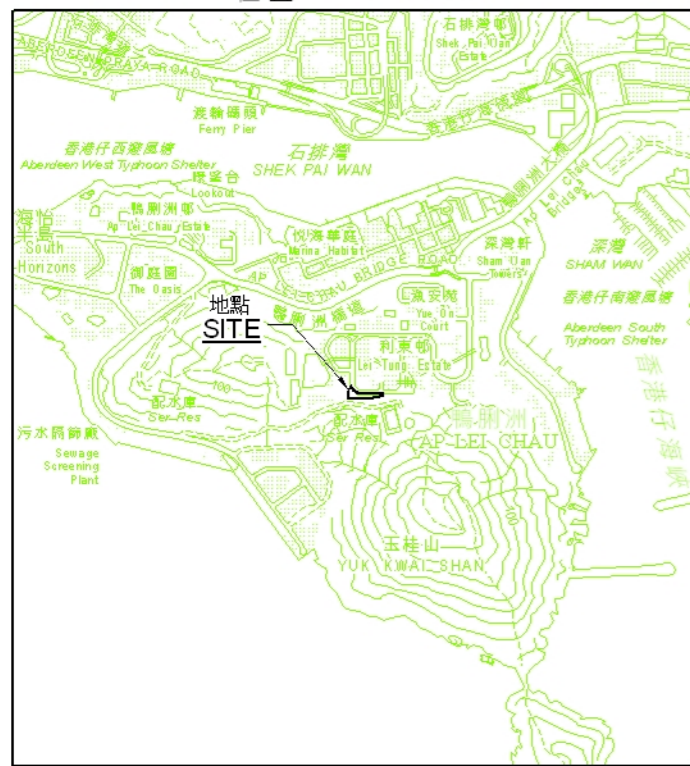 石排灣邨
Shek Pai Wan
Estate
ABERDEEN PRAYA ROAD
渡輪碼頭
Ferry Pier
香港仔海傍道
香港仔西避風塘
Aberdeen West Typhoon Shelter
石排灣
SHEK PAI WAN
瞭望台
Lookout
鴨脷洲大橋
Ap Lei Chau
Bridge
海怡
半島
South
Horizons
鴨脷洲邨
Ap Lei Chau Estate
悅海華庭
Marina Habitat
深灣軒
Sham Wan
Towers
深灣
SHAM WAN
御庭園
The Oasis
AP LEI CHAU BRIDGE ROAD
鴨脷洲橋道
香港仔南避風塘
Aberdeen South
Typhoon Shelter
漁安苑
Yue On
Court
地點
SITE
利東邨
Lei Tung Estate
香港仔海峽
100
配水庫
Ser Res
配水庫
Ser Res
鴨脷洲
AP LEI CHAU
污水隔篩廠
Sewage
Screening
Plant
100
玉桂山
YUK KWAI SHAN